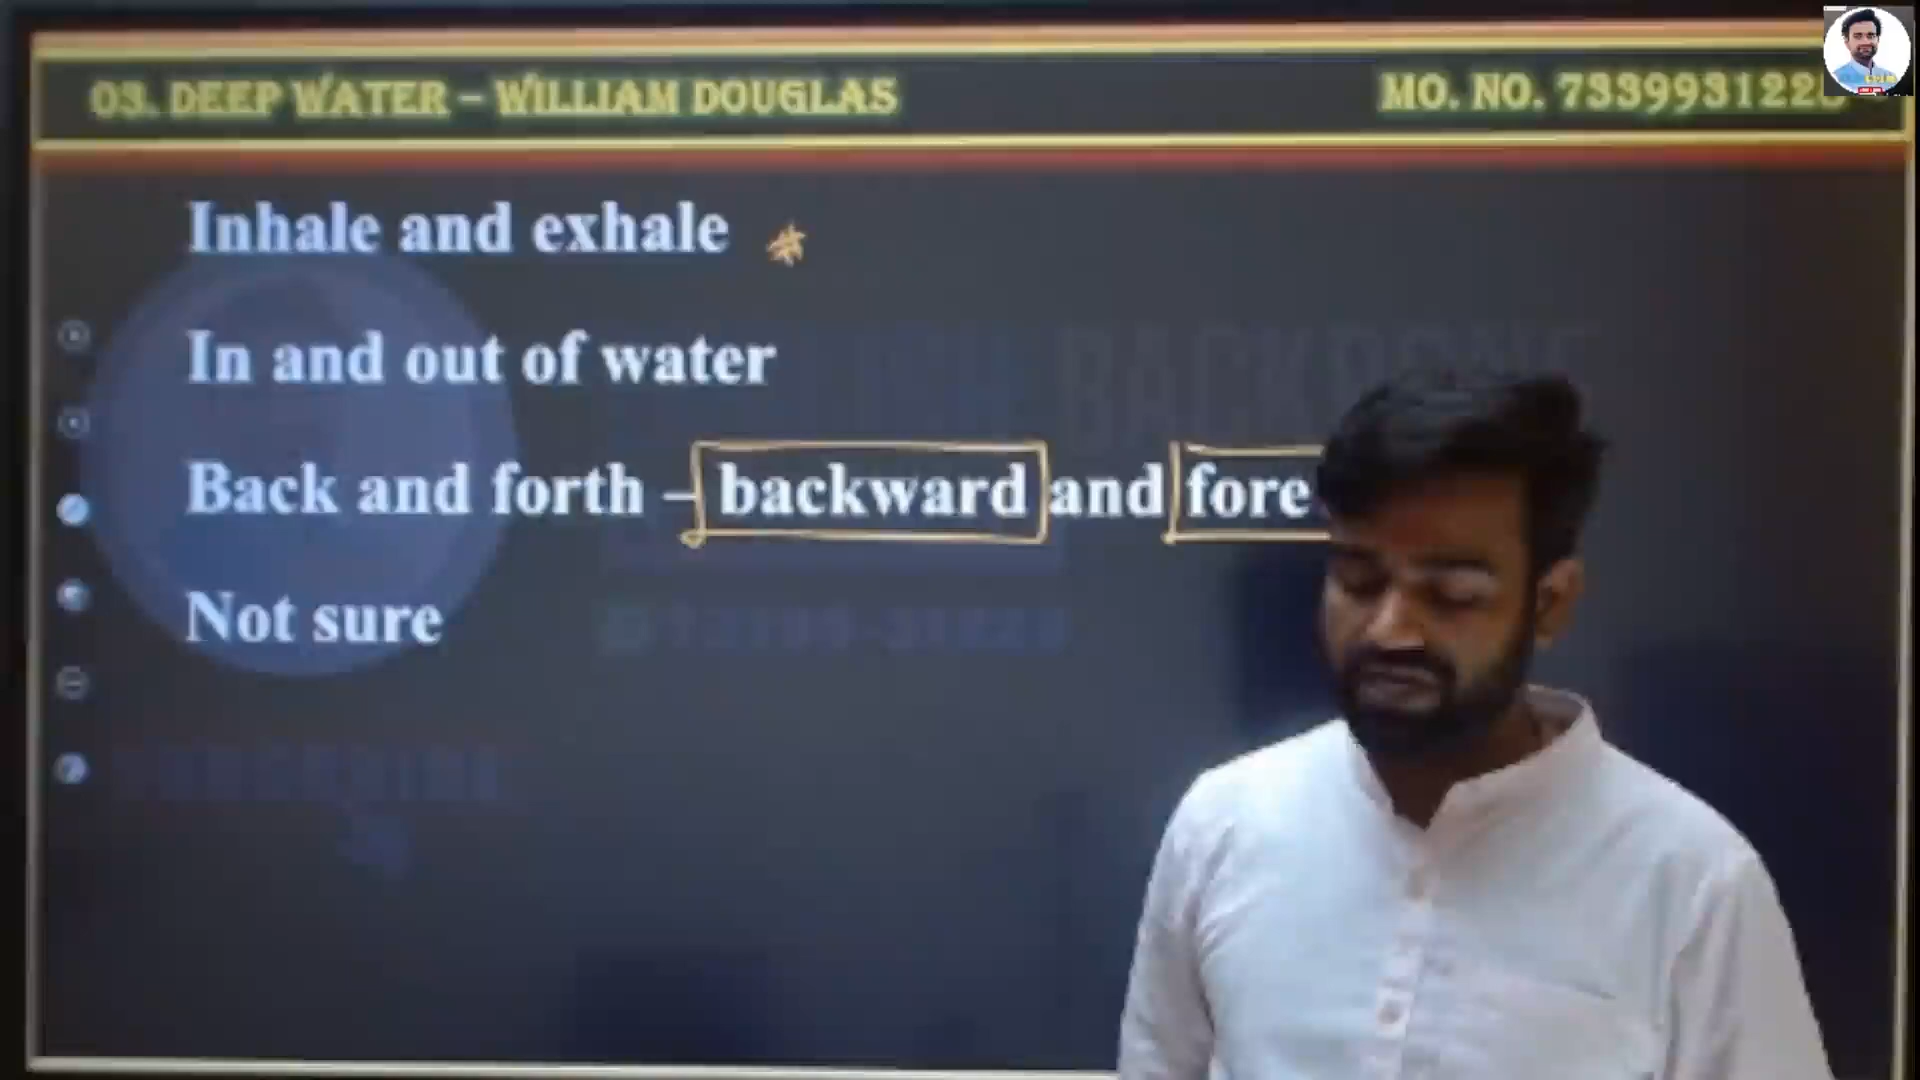 03. DEEP WATER – WILLIAM DOUGLAS
MO. NO. 7339931228
Inhale and exhale
In and out of water
Back and forth – backward and fore
Not sure